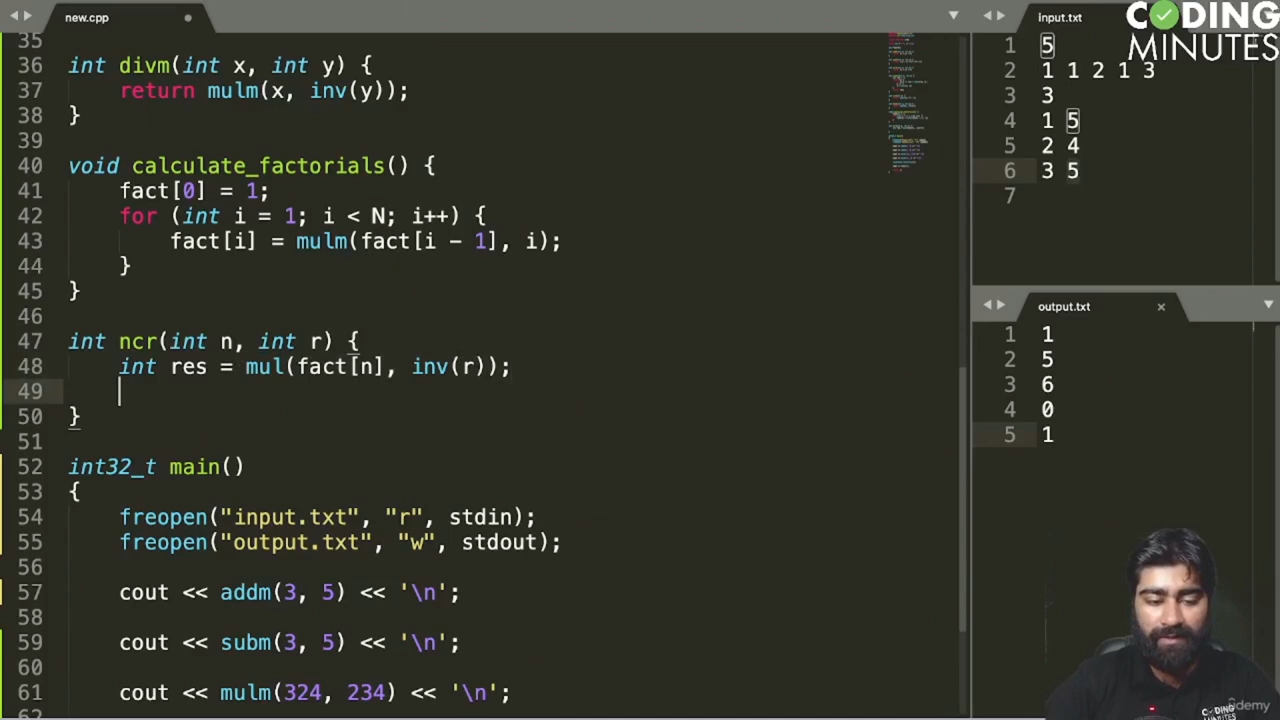 new.cpp
35
36 int divm(int x, int y) {
37 return mulm(x, inv(y));
38 }
39
40 void calculate_factorials() {
41 fact[0] = 1;
42 for (int i = 1; i < N; i++) {
43 fact[i] = mulm(fact[i - 1], i);
44 }
45 }
46
47 int ncr(int n, int r) {
48 int res = mul(fact[n], inv(r));
49
50 }
51
52 int32_t main()
53 {
54 freopen("input.txt", "r", stdin);
55 freopen("output.txt", "w", stdout);
56
57 cout << addm(3, 5) << '\n';
58
59 cout << subm(3, 5) << '\n';
60
61 cout << mulm(324, 234) << '\n';
62
input.txt
CODING
MINUTES
1 5
2 1 1 2 1 3
3 3
4 1 5
5 2 4
6 3 5
7
output.txt
1 1
2 5
3 6
4 0
5 1
CODING
MINUTES
Udemy